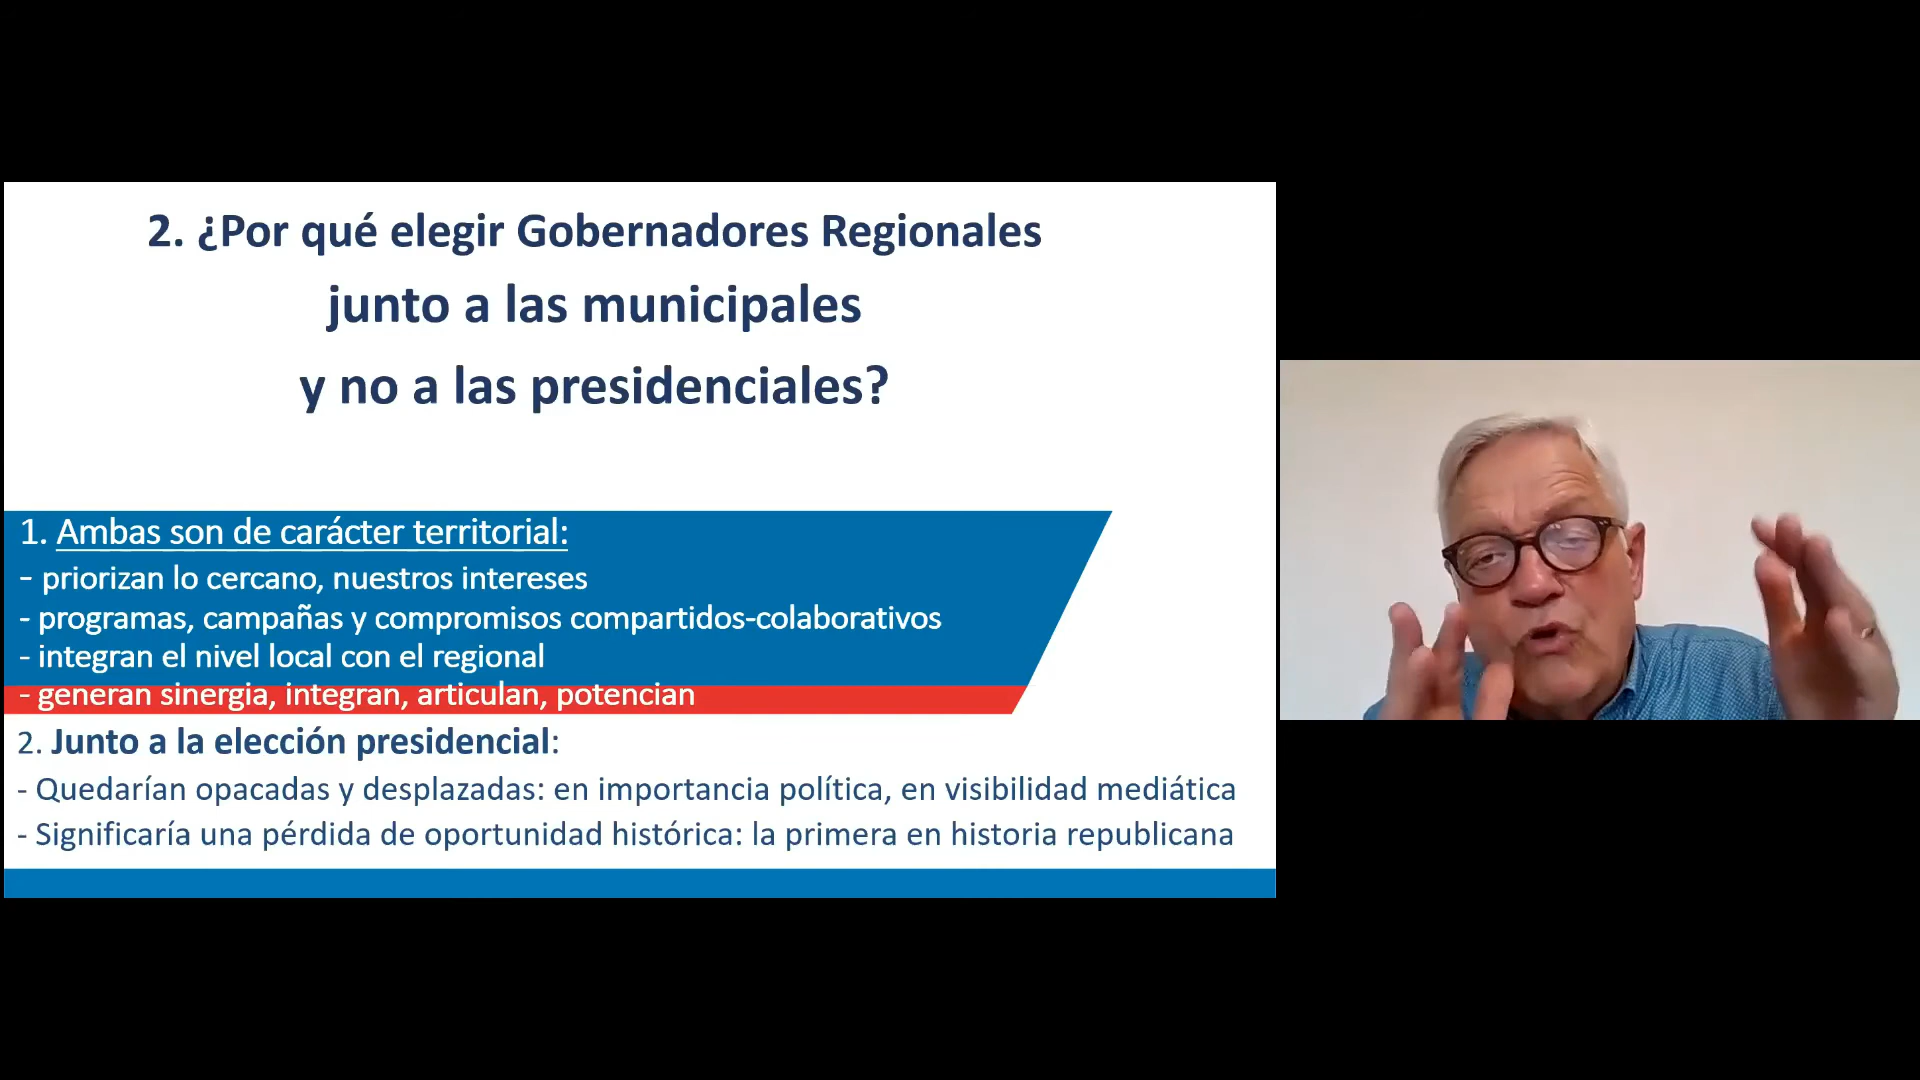 2. ¿Por qué elegir Gobernadores Regionales
junto a las municipales
y no a las presidenciales?
1. Ambas son de carácter territorial:
- priorizan lo cercano, nuestros intereses
- programas, campañas y compromisos compartidos-colaborativos
- integran el nivel local con el regional
- generan sinergia, integran, articulan, potencian
2. Junto a la elección presidencial:
- Quedarían opacadas y desplazadas: en importancia política, en visibilidad mediática
- Significaría una pérdida de oportunidad histórica: la primera en historia republicana